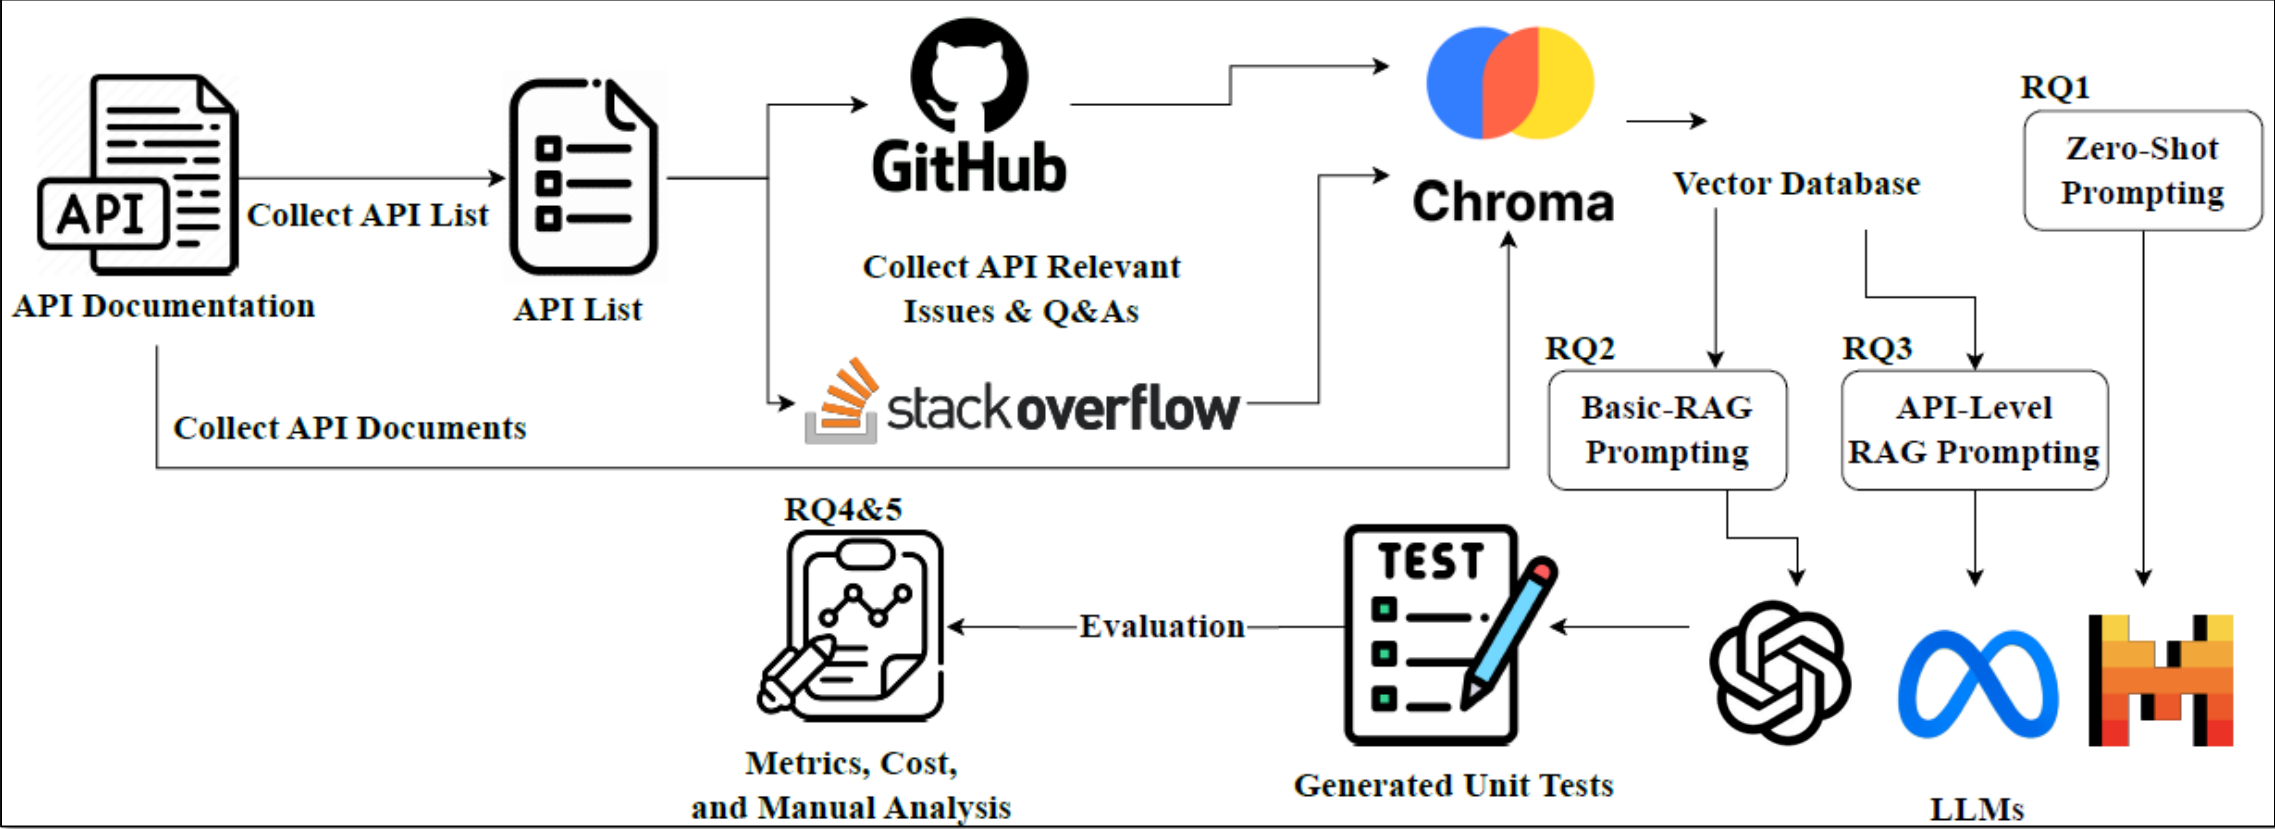 API
Collect API List
API Documentation
API List
GitHub
Collect API Relevant
Issues & Q&As
stackoverflow
Collect API Documents
Chroma
Vector Database
RQ1
Zero-Shot
Prompting
RQ2
Basic-RAG
Prompting
RQ3
API-Level
RAG Prompting
RQ4&5
Evaluation
TEST
Metrics, Cost,
and Manual Analysis
Generated Unit Tests
LLMs